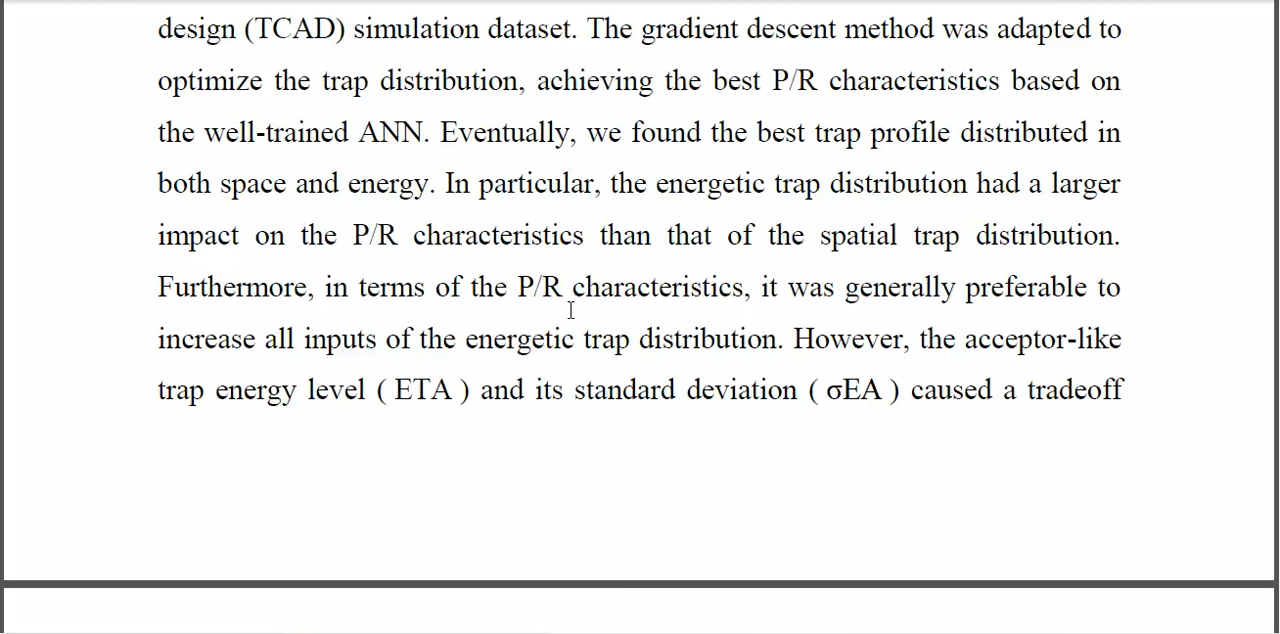 design (TCAD) simulation dataset. The gradient descent method was adapted to
optimize the trap distribution, achieving the best P/R characteristics based on
the well-trained ANN. Eventually, we found the best trap profile distributed in
both space and energy. In particular, the energetic trap distribution had a larger
impact on the P/R characteristics than that of the spatial trap distribution.
Furthermore, in terms of the P/R characteristics, it was generally preferable to
increase all inputs of the energetic trap distribution. However, the acceptor-like
trap energy level ( ETA ) and its standard deviation ( σEA ) caused a tradeoff